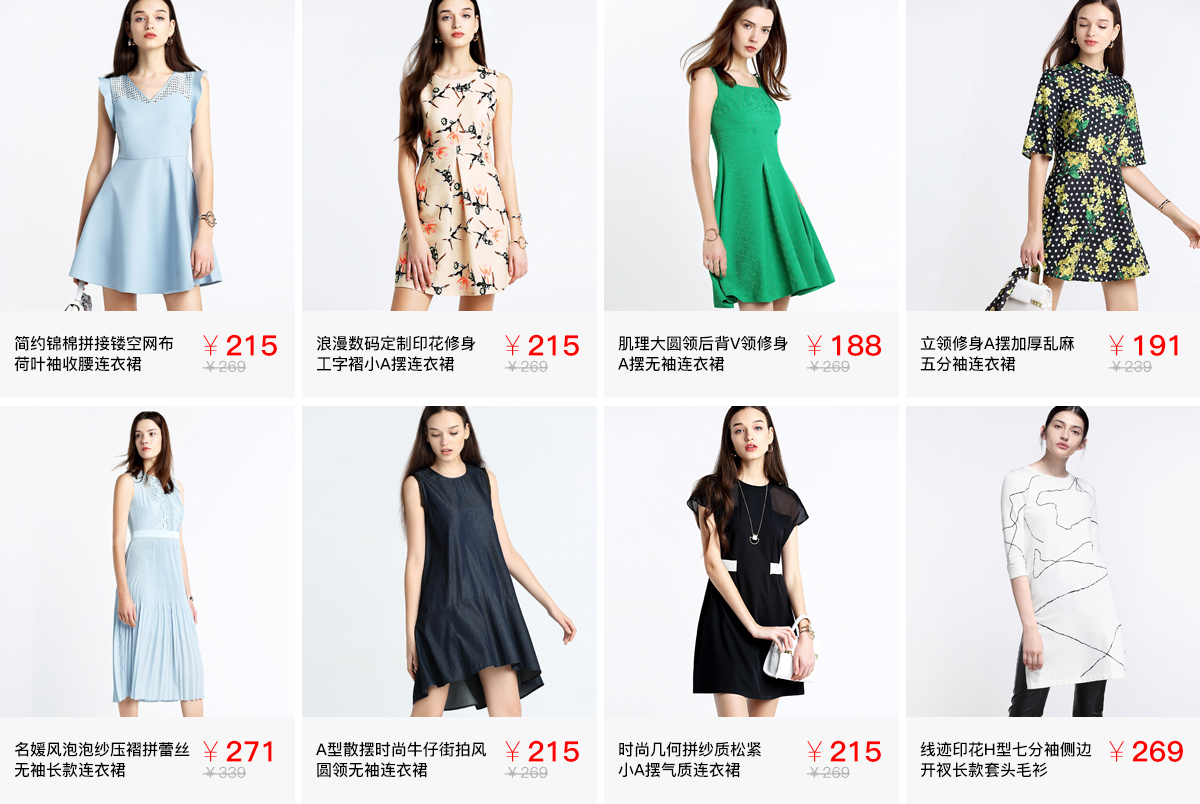 简约锦棉拼接镂空网布
荷叶袖收腰连衣裙
￥215
￥269
浪漫数码定制印花修身
工字褶小A摆连衣裙
￥215
￥269
肌理大圆领后背V领修身
A摆无袖连衣裙
￥188
￥269
立领修身A摆加厚乱麻
五分袖连衣裙
￥191
￥239
名媛风泡泡纱压褶拼蕾丝
无袖长款连衣裙
￥271
￥339
A型散摆时尚牛仔街拍风
圆领无袖连衣裙
￥215
￥269
时尚几何拼纱质松紧
小A摆气质连衣裙
￥215
￥269
线迹印花H型七分袖侧边
开衩长款套头毛衫
￥269